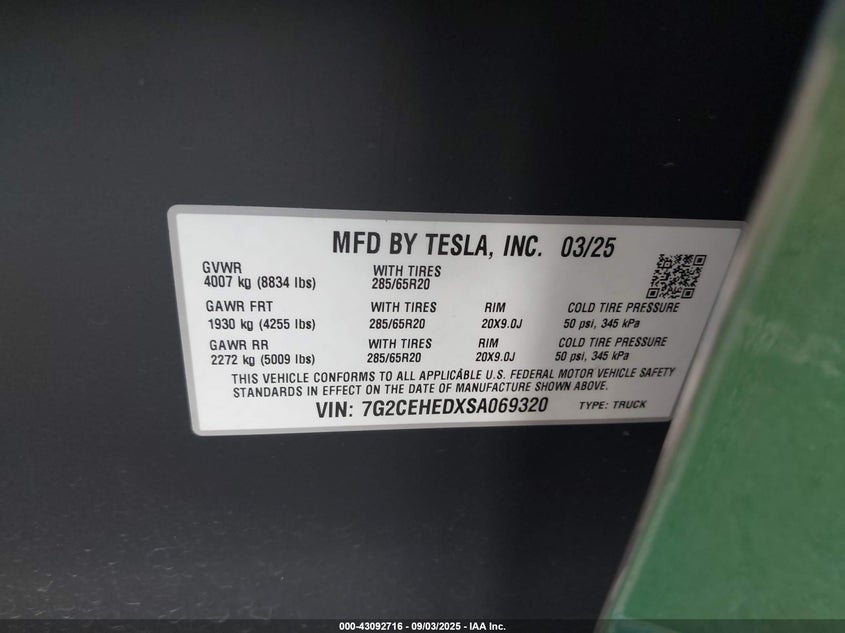 MFD BY TESLA, INC. 03/25
GVWR WITH TIRES
4007 kg (8834 lbs) 285/65R20
GAWR FRT WITH TIRES RIM COLD TIRE PRESSURE
1930 kg (4255 lbs) 285/65R20 20X9.0J 50 psi, 345 kPa
GAWR RR WITH TIRES RIM COLD TIRE PRESSURE
2272 kg (5009 lbs) 285/65R20 20X9.0J 50 psi, 345 kPa
THIS VEHICLE CONFORMS TO ALL APPLICABLE U.S. FEDERAL MOTOR VEHICLE SAFETY
STANDARDS IN EFFECT ON THE DATE OF MANUFACTURE SHOWN ABOVE.
VIN: 7G2CEHEDXSA069320 TYPE: TRUCK
000-43092716 - 09/03/2025 - IAA Inc.